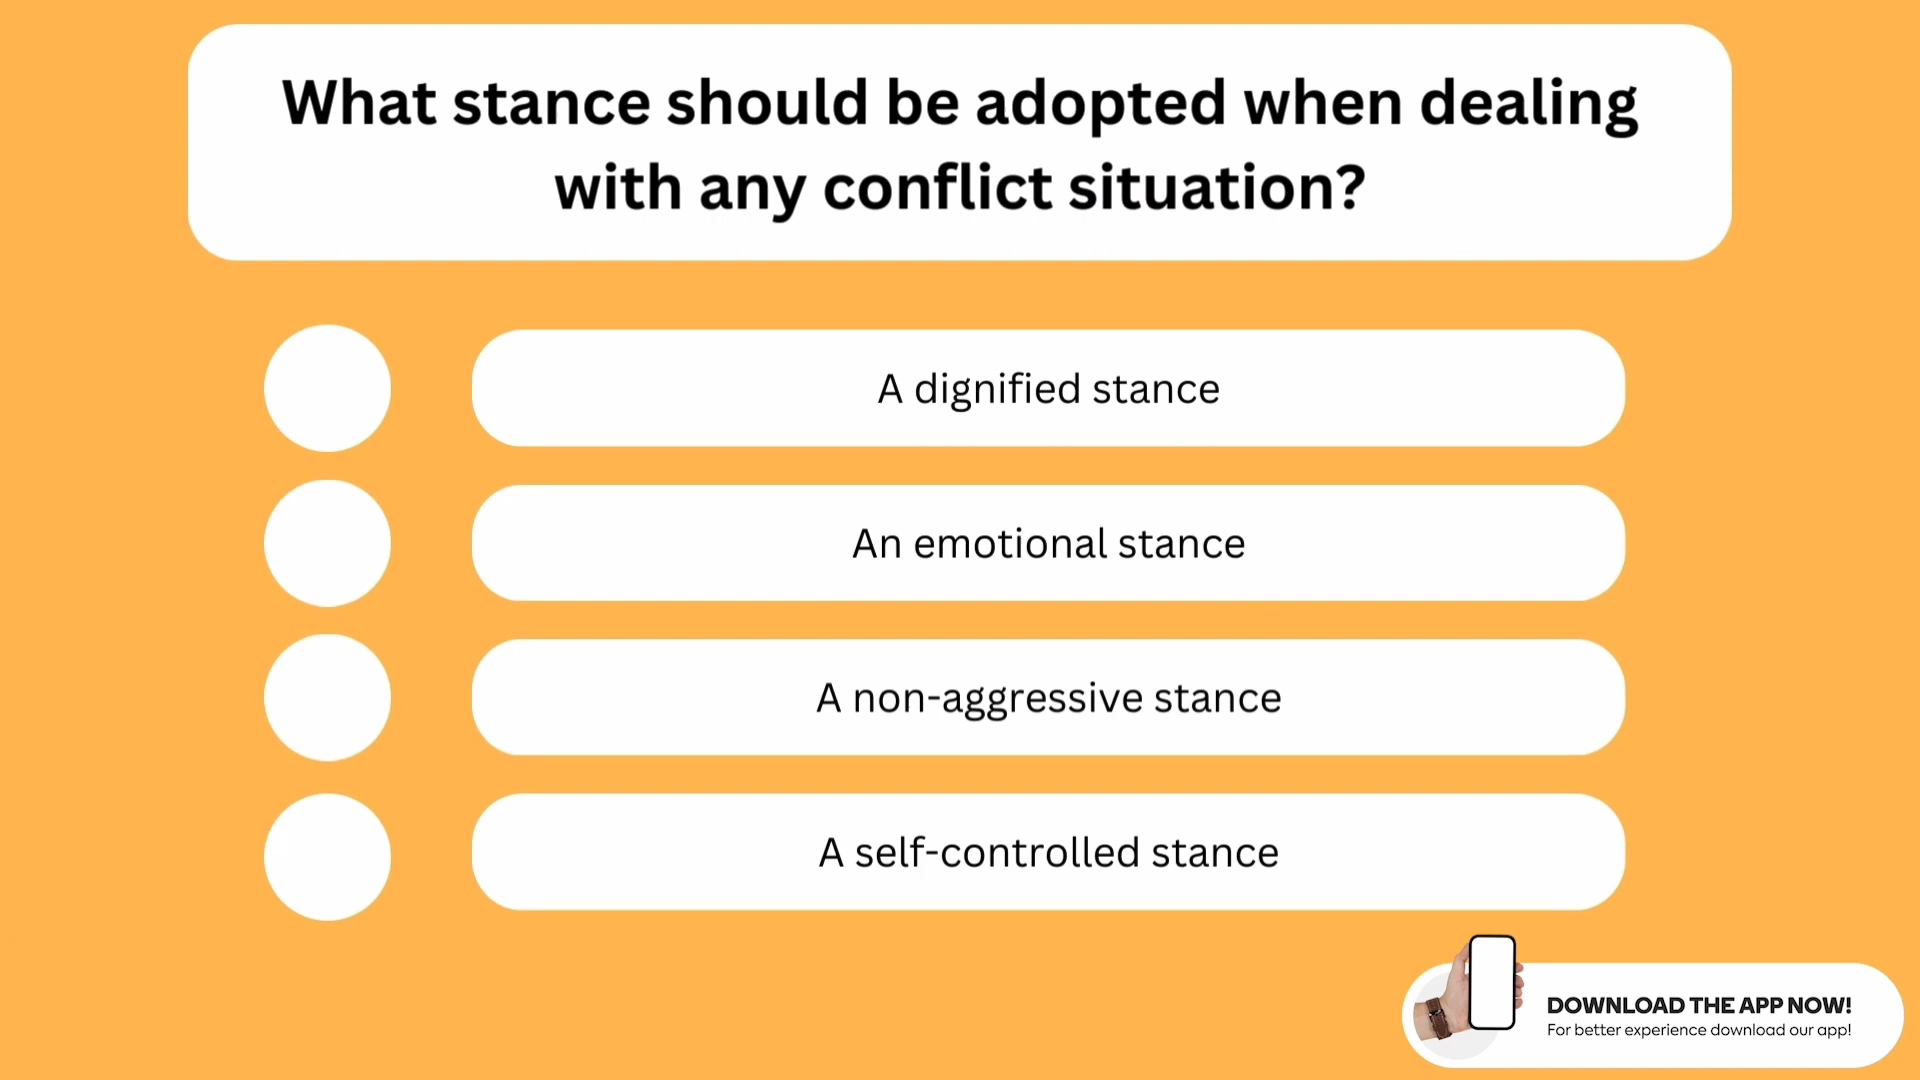 What stance should be adopted when dealing
with any conflict situation?
A dignified stance
An emotional stance
A non-aggressive stance
A self-controlled stance
DOWNLOAD THE APP NOW!
For better experience download our app!